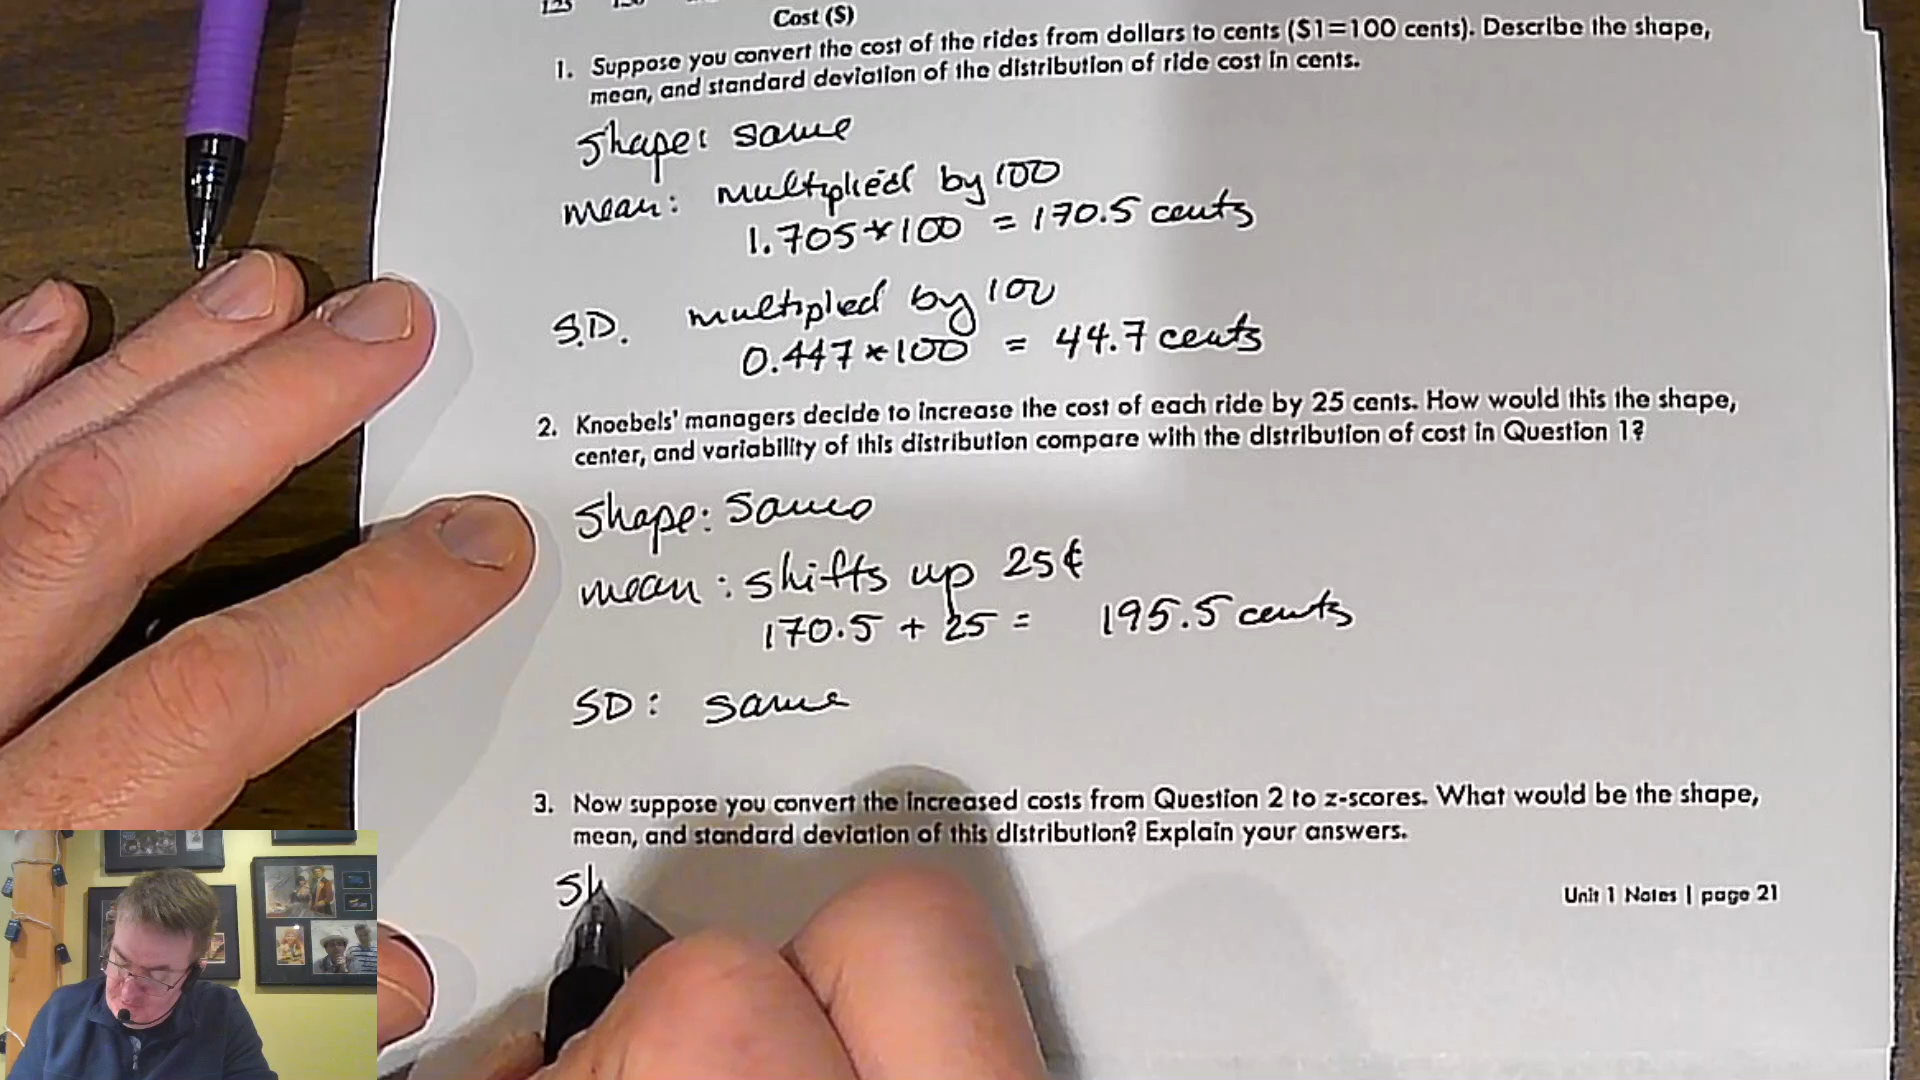 Cost ($)
1. Suppose you convert the cost of the rides from dollars to cents ($1=100 cents). Describe the shape,
mean, and standard deviation of the distribution of ride cost in cents.
Shape: same
mean: multiplied by 100
1.705*100 = 170.5 cents
S.D. multiplied by 100
0.447*100 = 44.7 cents
2. Knoebels' managers decide to increase the cost of each ride by 25 cents. How would this the shape,
center, and variability of this distribution compare with the distribution of cost in Question 1?
Shape: Same
mean: shifts up 25¢
170.5 + 25 = 195.5 cents
SD: same
3. Now suppose you convert the increased costs from Question 2 to z-scores. What would be the shape,
mean, and standard deviation of this distribution? Explain your answers.
Sh
Unit 1 Notes | page 21